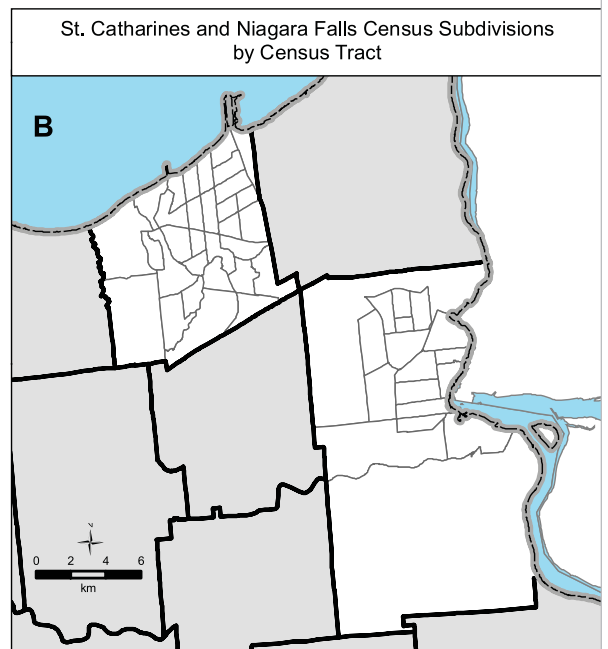 St. Catharines and Niagara Falls Census Subdivisions
by Census Tract
B
N
0 2 4 6
km